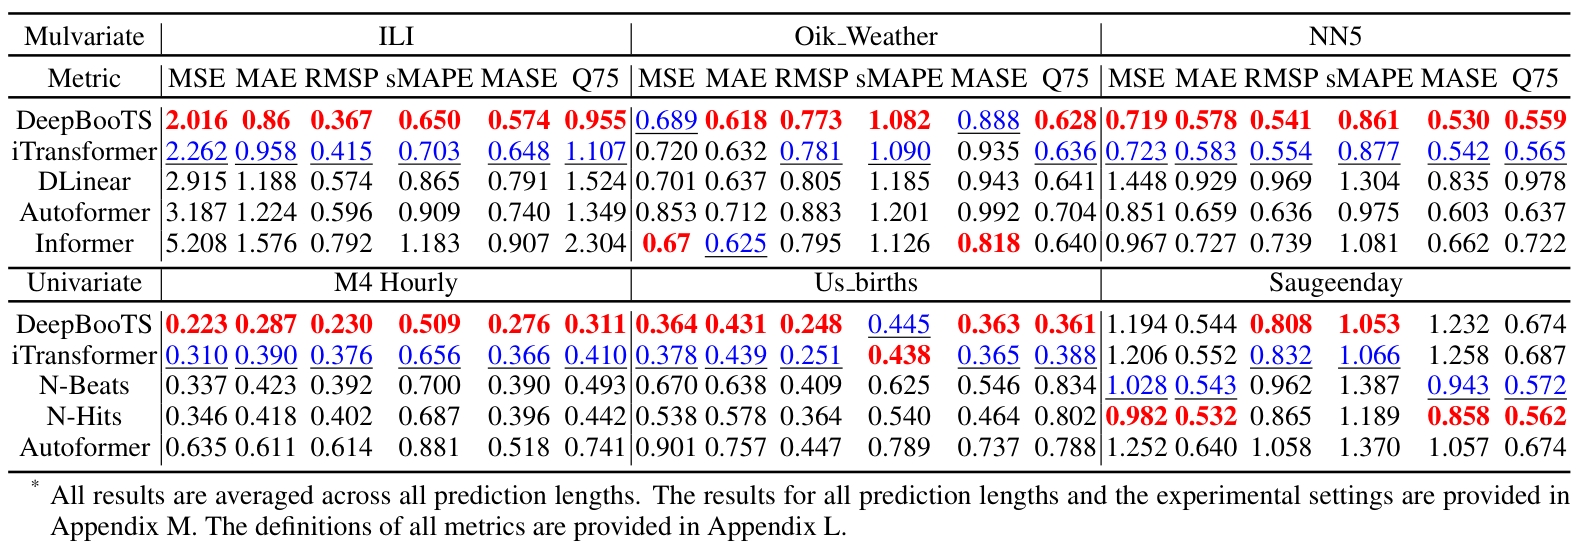 Mulvariate ILI Oik_Weather NN5
Metric MSE MAE RMSP sMAPE MASE Q75 MSE MAE RMSP sMAPE MASE Q75 MSE MAE RMSP sMAPE MASE Q75
DeepBooTS 2.016 0.86 0.367 0.650 0.574 0.955 0.689 0.618 0.773 1.082 0.888 0.628 0.719 0.578 0.541 0.861 0.530 0.559
iTransformer 2.262 0.958 0.415 0.703 0.648 1.107 0.720 0.632 0.781 1.090 0.935 0.636 0.723 0.583 0.554 0.877 0.542 0.565
DLinear 2.915 1.188 0.574 0.865 0.791 1.524 0.701 0.637 0.805 1.185 0.943 0.641 1.448 0.929 0.969 1.304 0.835 0.978
Autoformer 3.187 1.224 0.596 0.909 0.740 1.349 0.853 0.712 0.883 1.201 0.992 0.704 0.851 0.659 0.636 0.975 0.603 0.637
Informer 5.208 1.576 0.792 1.183 0.907 2.304 0.67 0.625 0.795 1.126 0.818 0.640 0.967 0.727 0.739 1.081 0.662 0.722
Univariate M4 Hourly Us_births Saugeenday
DeepBooTS 0.223 0.287 0.230 0.509 0.276 0.311 0.364 0.431 0.248 0.445 0.363 0.361 1.194 0.544 0.808 1.053 1.232 0.674
iTransformer 0.310 0.390 0.376 0.656 0.366 0.410 0.378 0.439 0.251 0.438 0.365 0.388 1.206 0.552 0.832 1.066 1.258 0.687
N-Beats 0.337 0.423 0.392 0.700 0.390 0.493 0.670 0.638 0.409 0.625 0.546 0.834 1.028 0.543 0.962 1.387 0.943 0.572
N-Hits 0.346 0.418 0.402 0.687 0.396 0.442 0.538 0.578 0.364 0.540 0.464 0.802 0.982 0.532 0.865 1.189 0.858 0.562
Autoformer 0.635 0.611 0.614 0.881 0.518 0.741 0.901 0.757 0.447 0.789 0.737 0.788 1.252 0.640 1.058 1.370 1.057 0.674
* All results are averaged across all prediction lengths. The results for all prediction lengths and the experimental settings are provided in
Appendix M. The definitions of all metrics are provided in Appendix L.